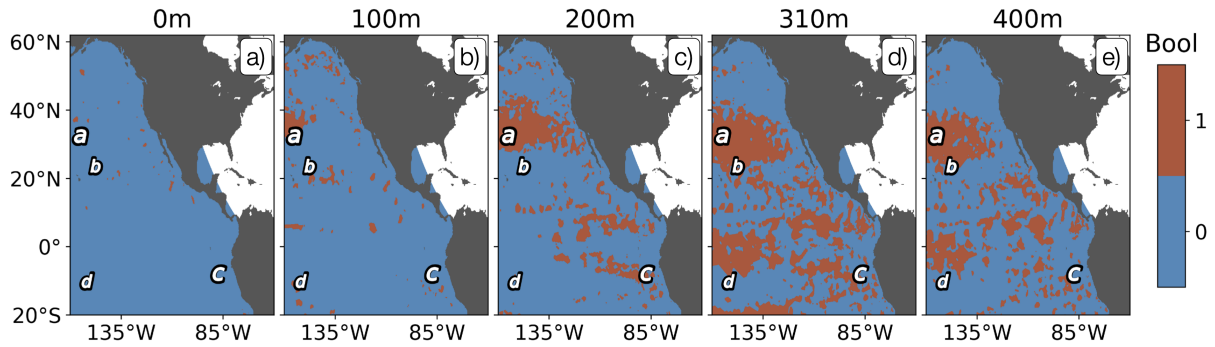 0m 100m 200m 310m 400m
Bool
a) b) c) d) e)
60°N
40°N
20°N
0°
20°S
a b C d
a b C d
a b C d
a b C d
a b C d
1
0
135°W 85°W 135°W 85°W 135°W 85°W 135°W 85°W 135°W 85°W